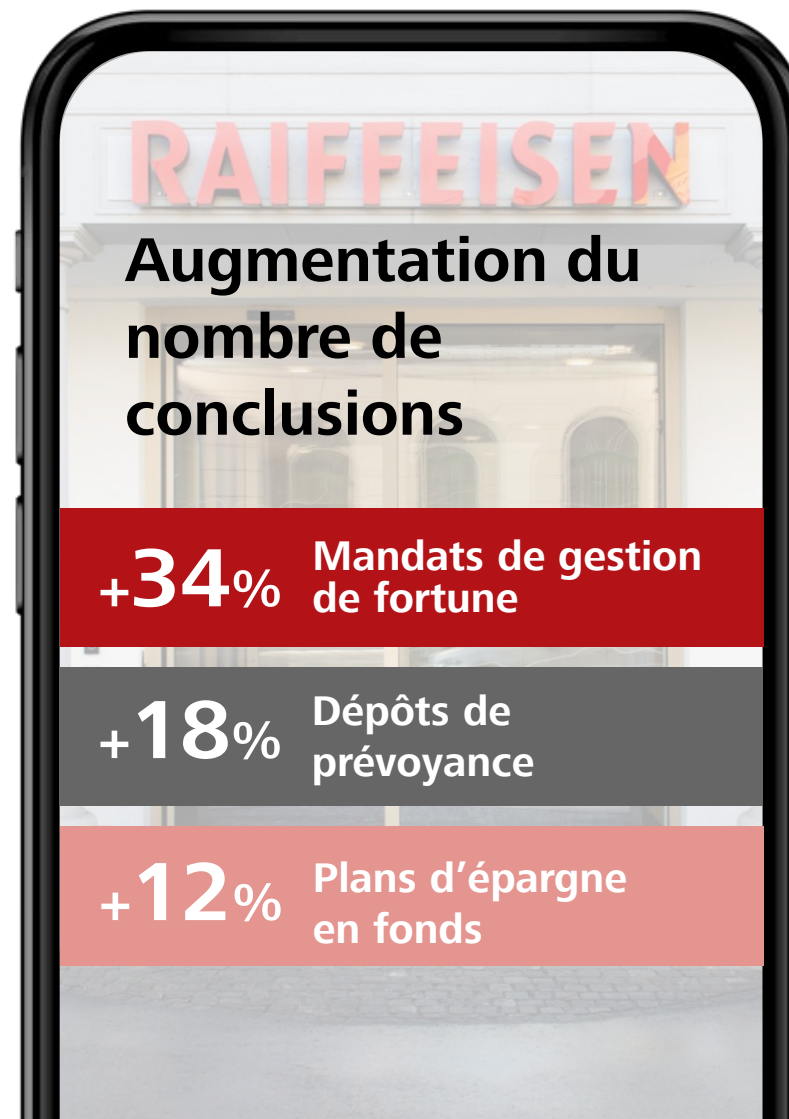 RAIFFEISEN
Augmentation du
nombre de
conclusions
+34% Mandats de gestion
de fortune
+18% Dépôts de
prévoyance
+12% Plans d’épargne
en fonds